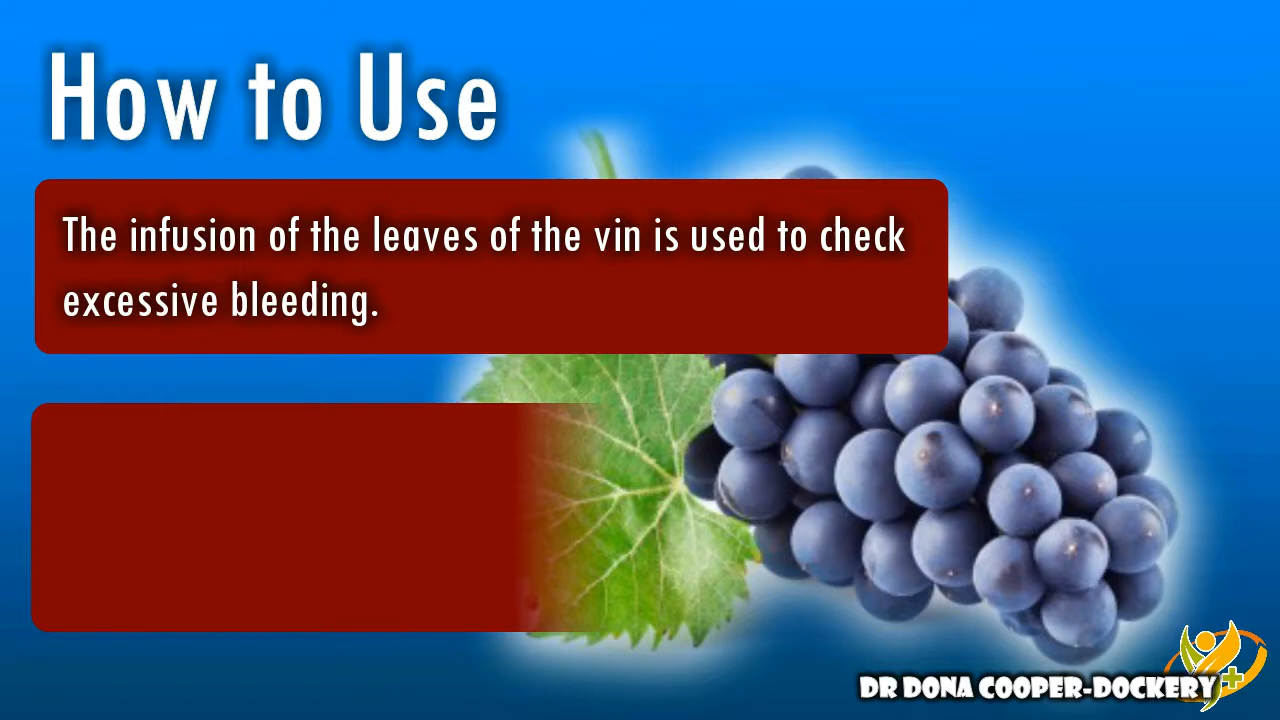 How to Use
The infusion of the leaves of the vin is used to check
excessive bleeding.
DR DONA COOPER-DOCKERY